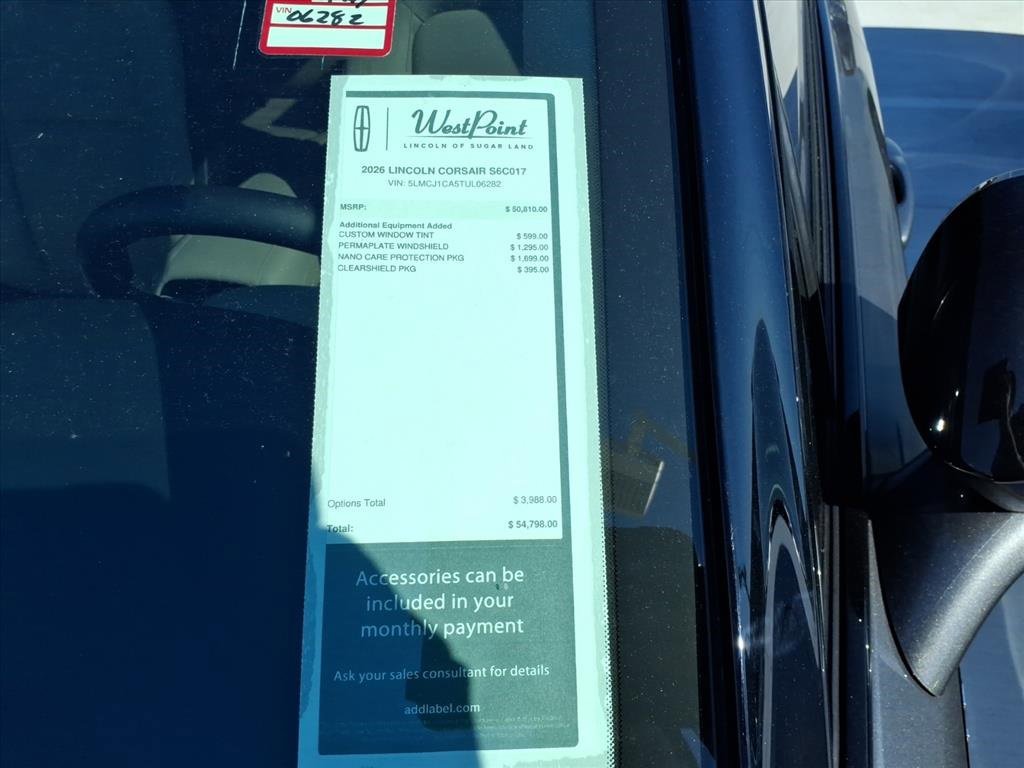 VIN 06282
WestPoint
LINCOLN OF SUGAR LAND
2026 LINCOLN CORSAIR S6C017
VIN: 5LMCJ1CA5TUL06282
MSRP: $ 50,810.00
Additional Equipment Added
CUSTOM WINDOW TINT $ 599.00
PERMAPLATE WINDSHIELD $ 1,295.00
NANO CARE PROTECTION PKG $ 1,699.00
CLEARSHIELD PKG $ 395.00
Options Total $ 3,988.00
Total: $ 54,798.00
Accessories can be
included in your
monthly payment
Ask your sales consultant for details
addlabel.com